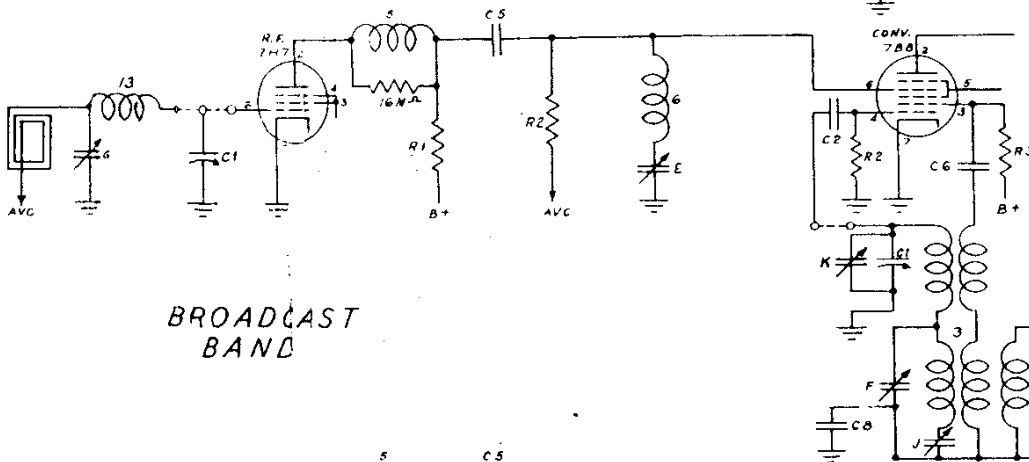 5
C5
R.F.
7H7
2
CONV.
7B8
2
13
4
3
16MΩ
6
5
6
G
C1
R2
4
C2
3
7
R1
E
R2
C6
R3
AVC
B+
AVC
B+
K
C1
BROADCAST
BAND
3
F
C8
J
5
C5